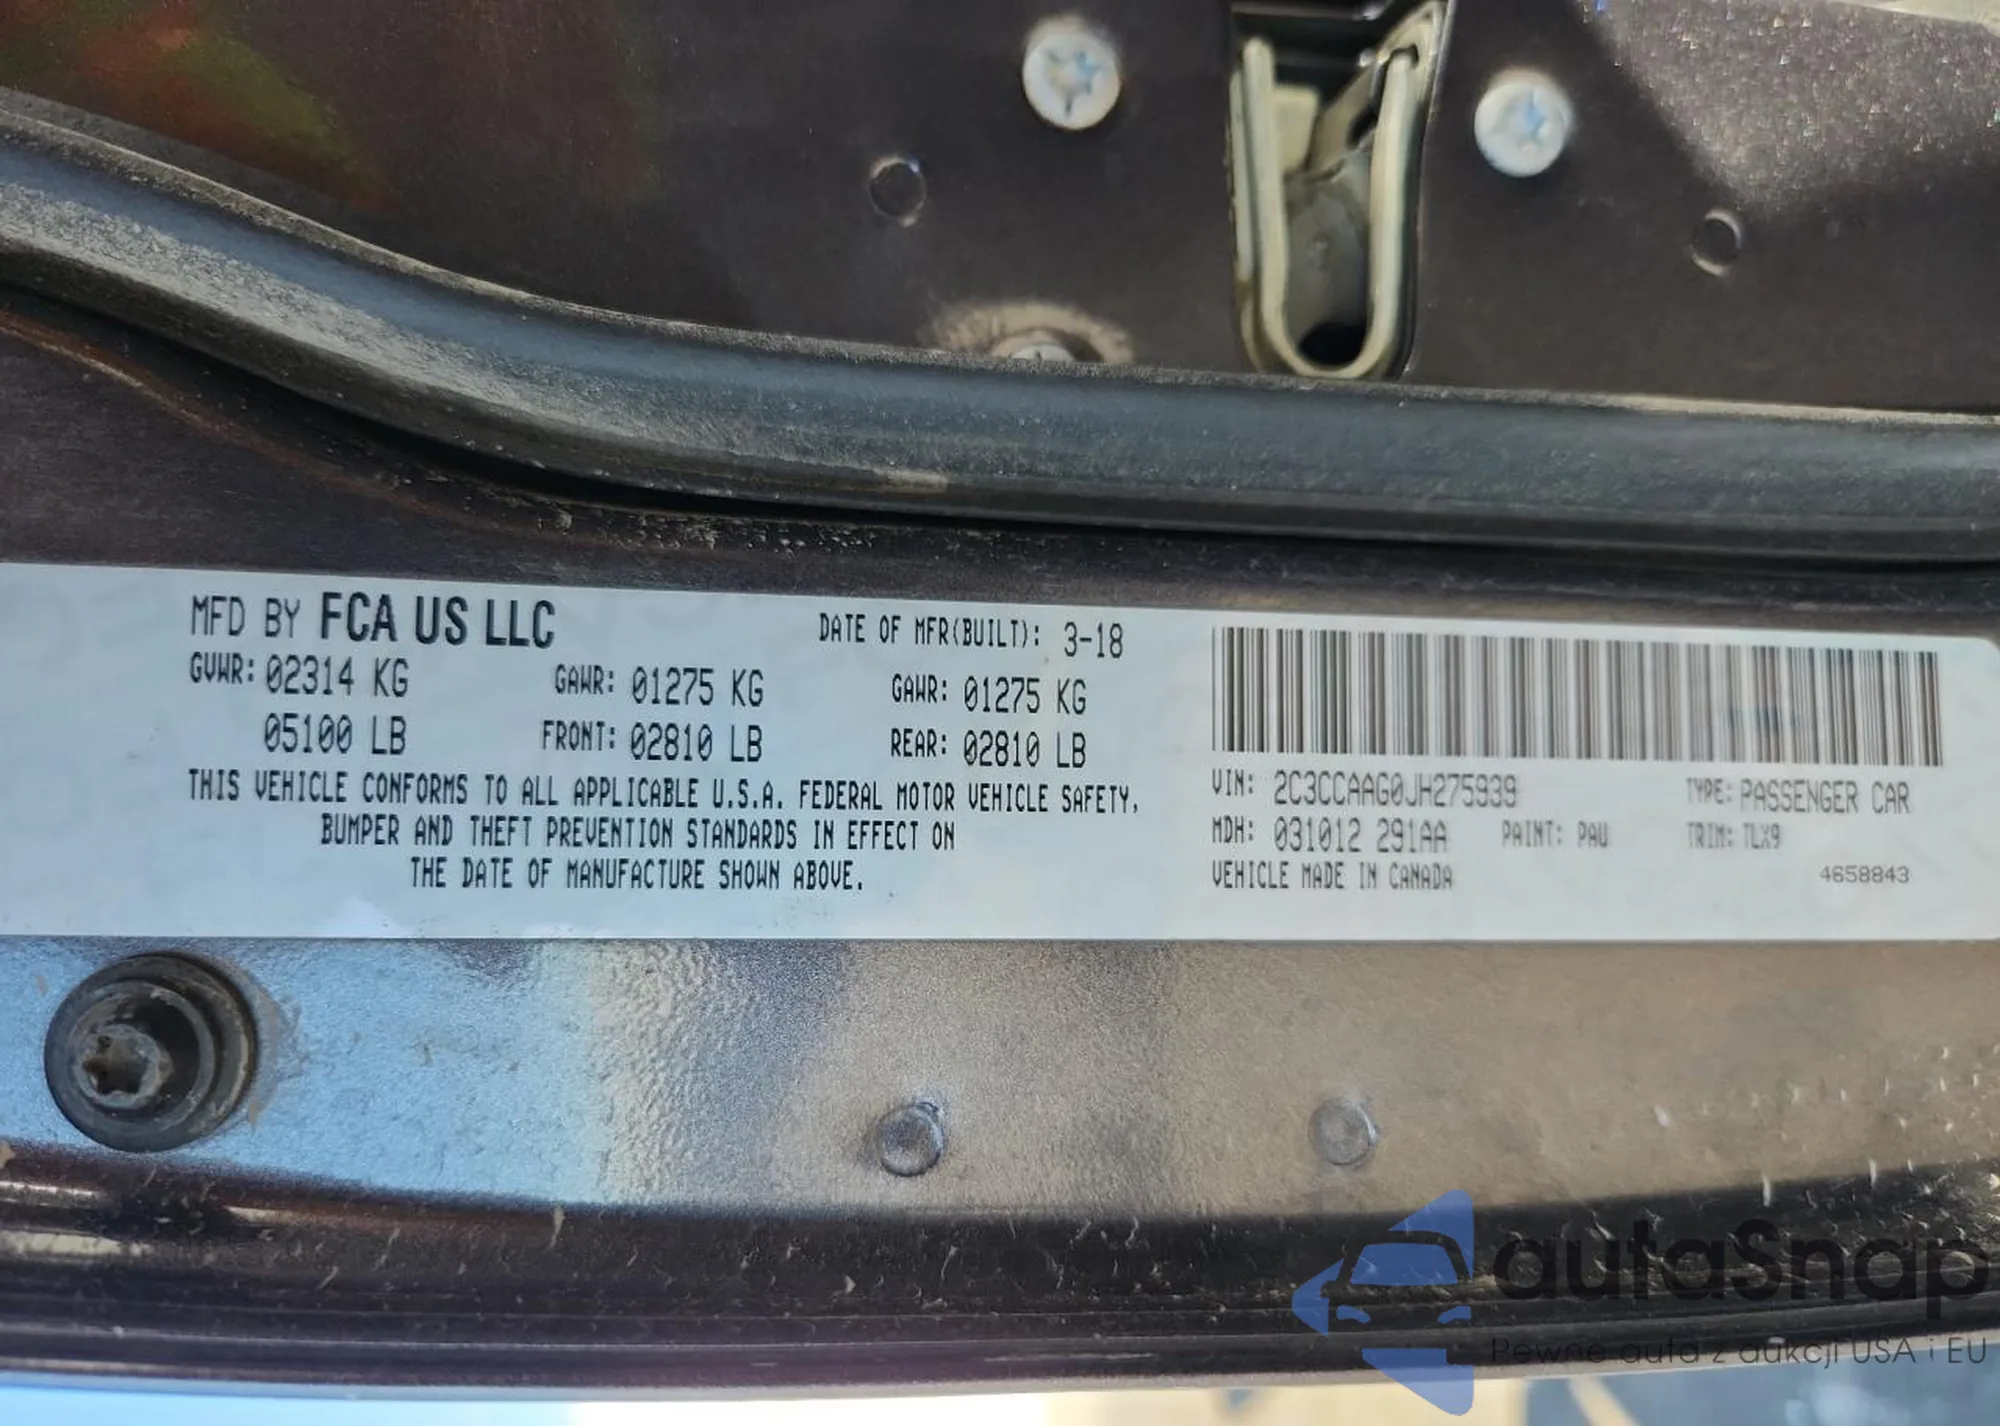 MFD BY FCA US LLC DATE OF MFR(BUILT): 3-18
GVWR: 02314 KG GAWR: 01275 KG GAWR: 01275 KG
05100 LB FRONT: 02810 LB REAR: 02810 LB
THIS VEHICLE CONFORMS TO ALL APPLICABLE U.S.A. FEDERAL MOTOR VEHICLE SAFETY,
BUMPER AND THEFT PREVENTION STANDARDS IN EFFECT ON
THE DATE OF MANUFACTURE SHOWN ABOVE.
VIN: 2C3CCAAG0JH275939 TYPE: PASSENGER CAR
MDH: 031012 291AA PAINT: PAU TRIM: TLX9
VEHICLE MADE IN CANADA 4658843
autaSnap
Pewne auta z aukcji USA i EU